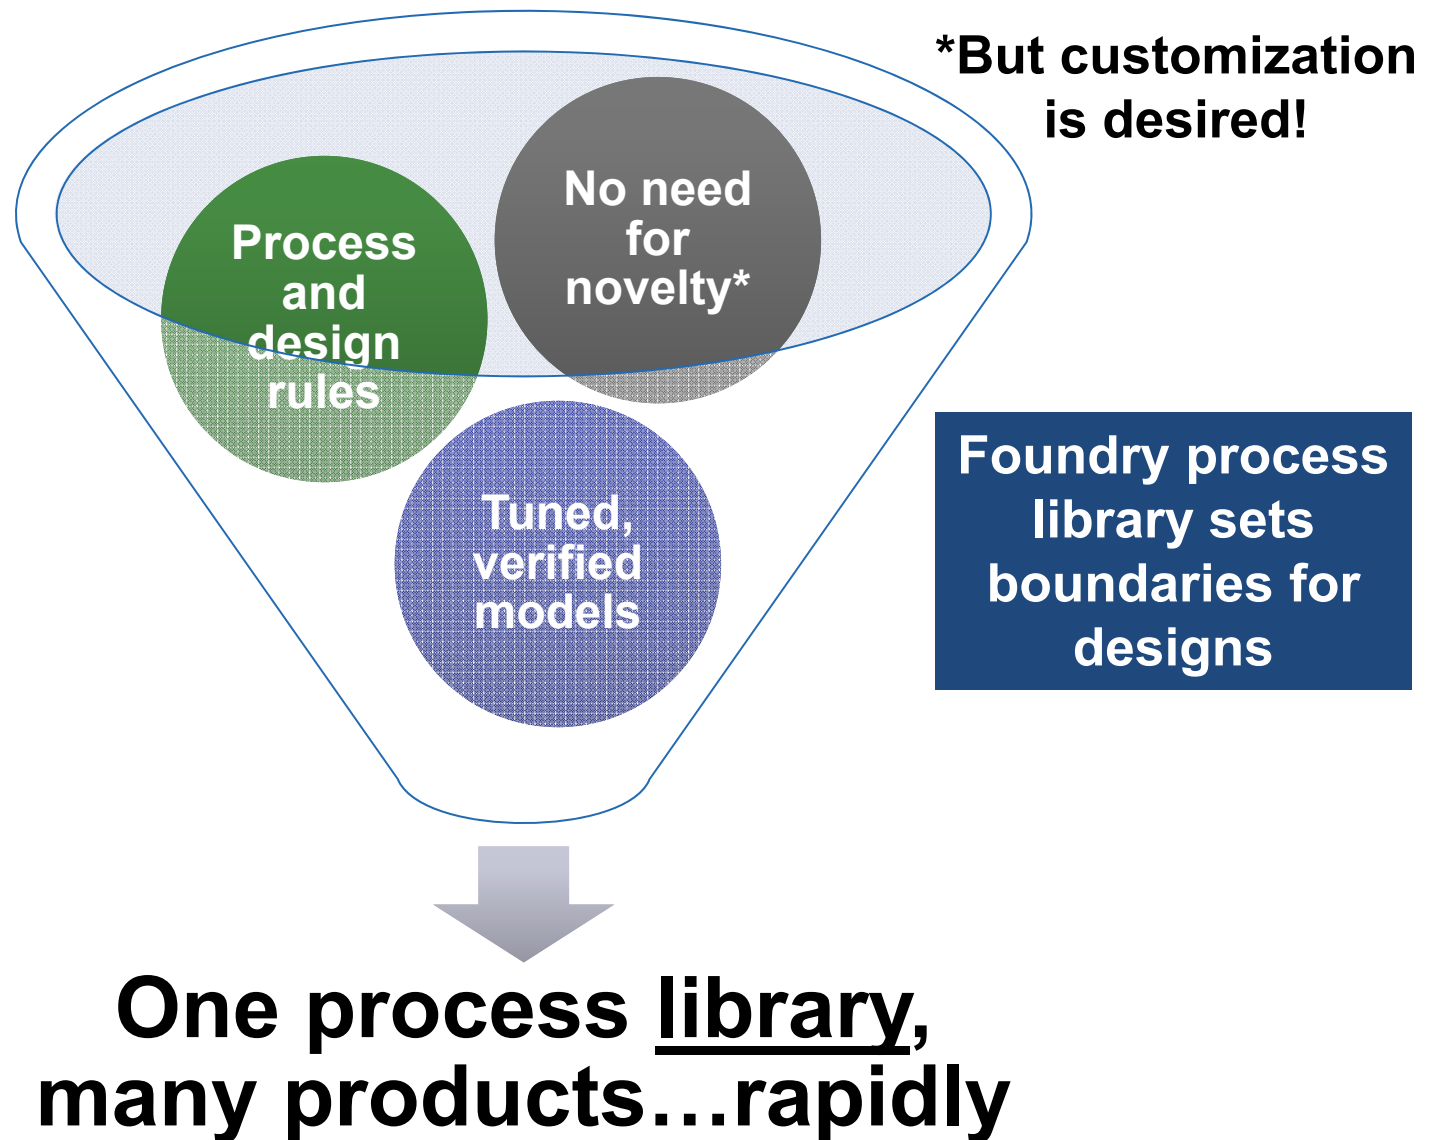 *But customization
is desired!
No need
for
novelty*
Process
and
design
rules
Tuned,
verified
models
Foundry process
library sets
boundaries for
designs
One process library,
many products…rapidly